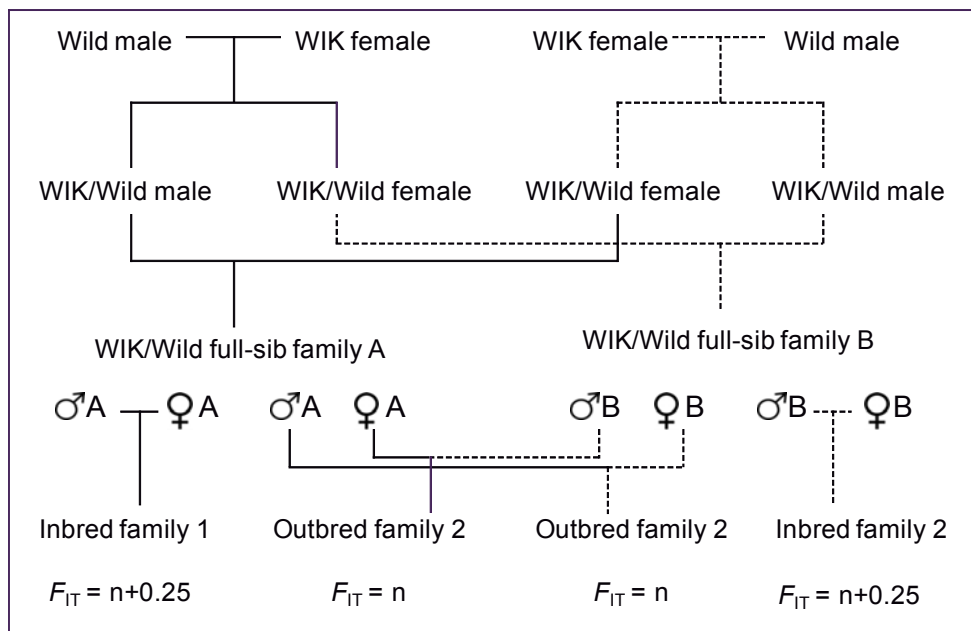 Wild male WIK female WIK female Wild male
WIK/Wild male WIK/Wild female WIK/Wild female WIK/Wild male
WIK/Wild full-sib family A WIK/Wild full-sib family B
♂A ♀A ♂A ♀A ♂B ♀B ♂B ♀B
Inbred family 1 Outbred family 2 Outbred family 2 Inbred family 2
FIT = n+0.25 FIT = n FIT = n FIT = n+0.25